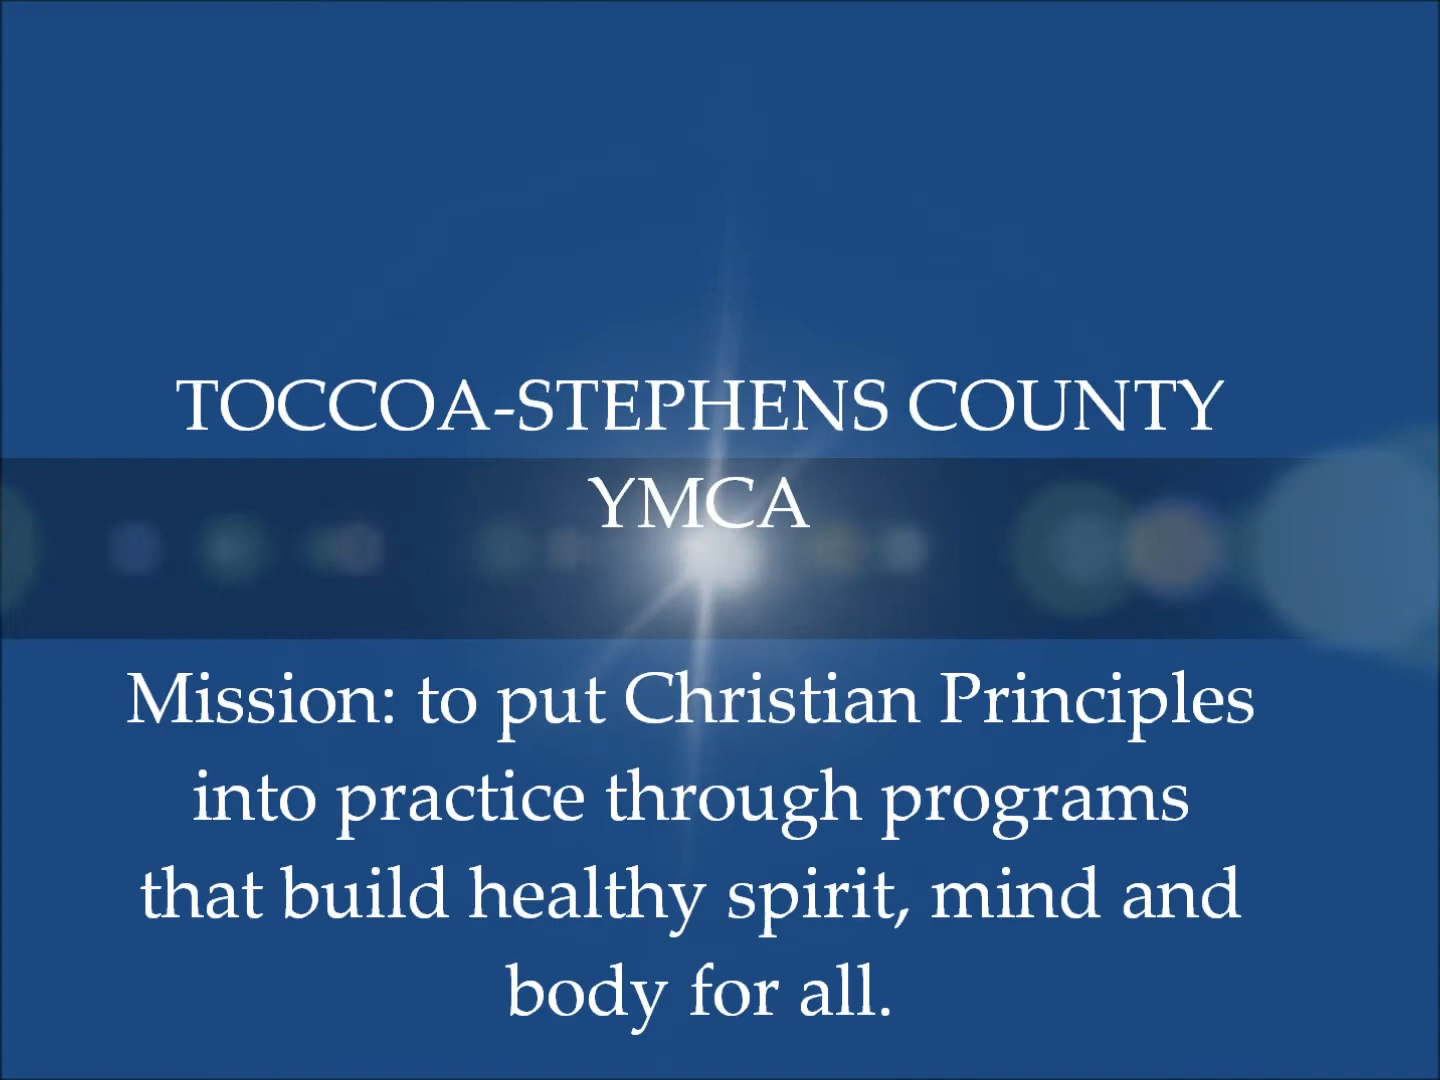 TOCCOA-STEPHENS COUNTY
YMCA
Mission: to put Christian Principles
into practice through programs
that build healthy spirit, mind and
body for all.